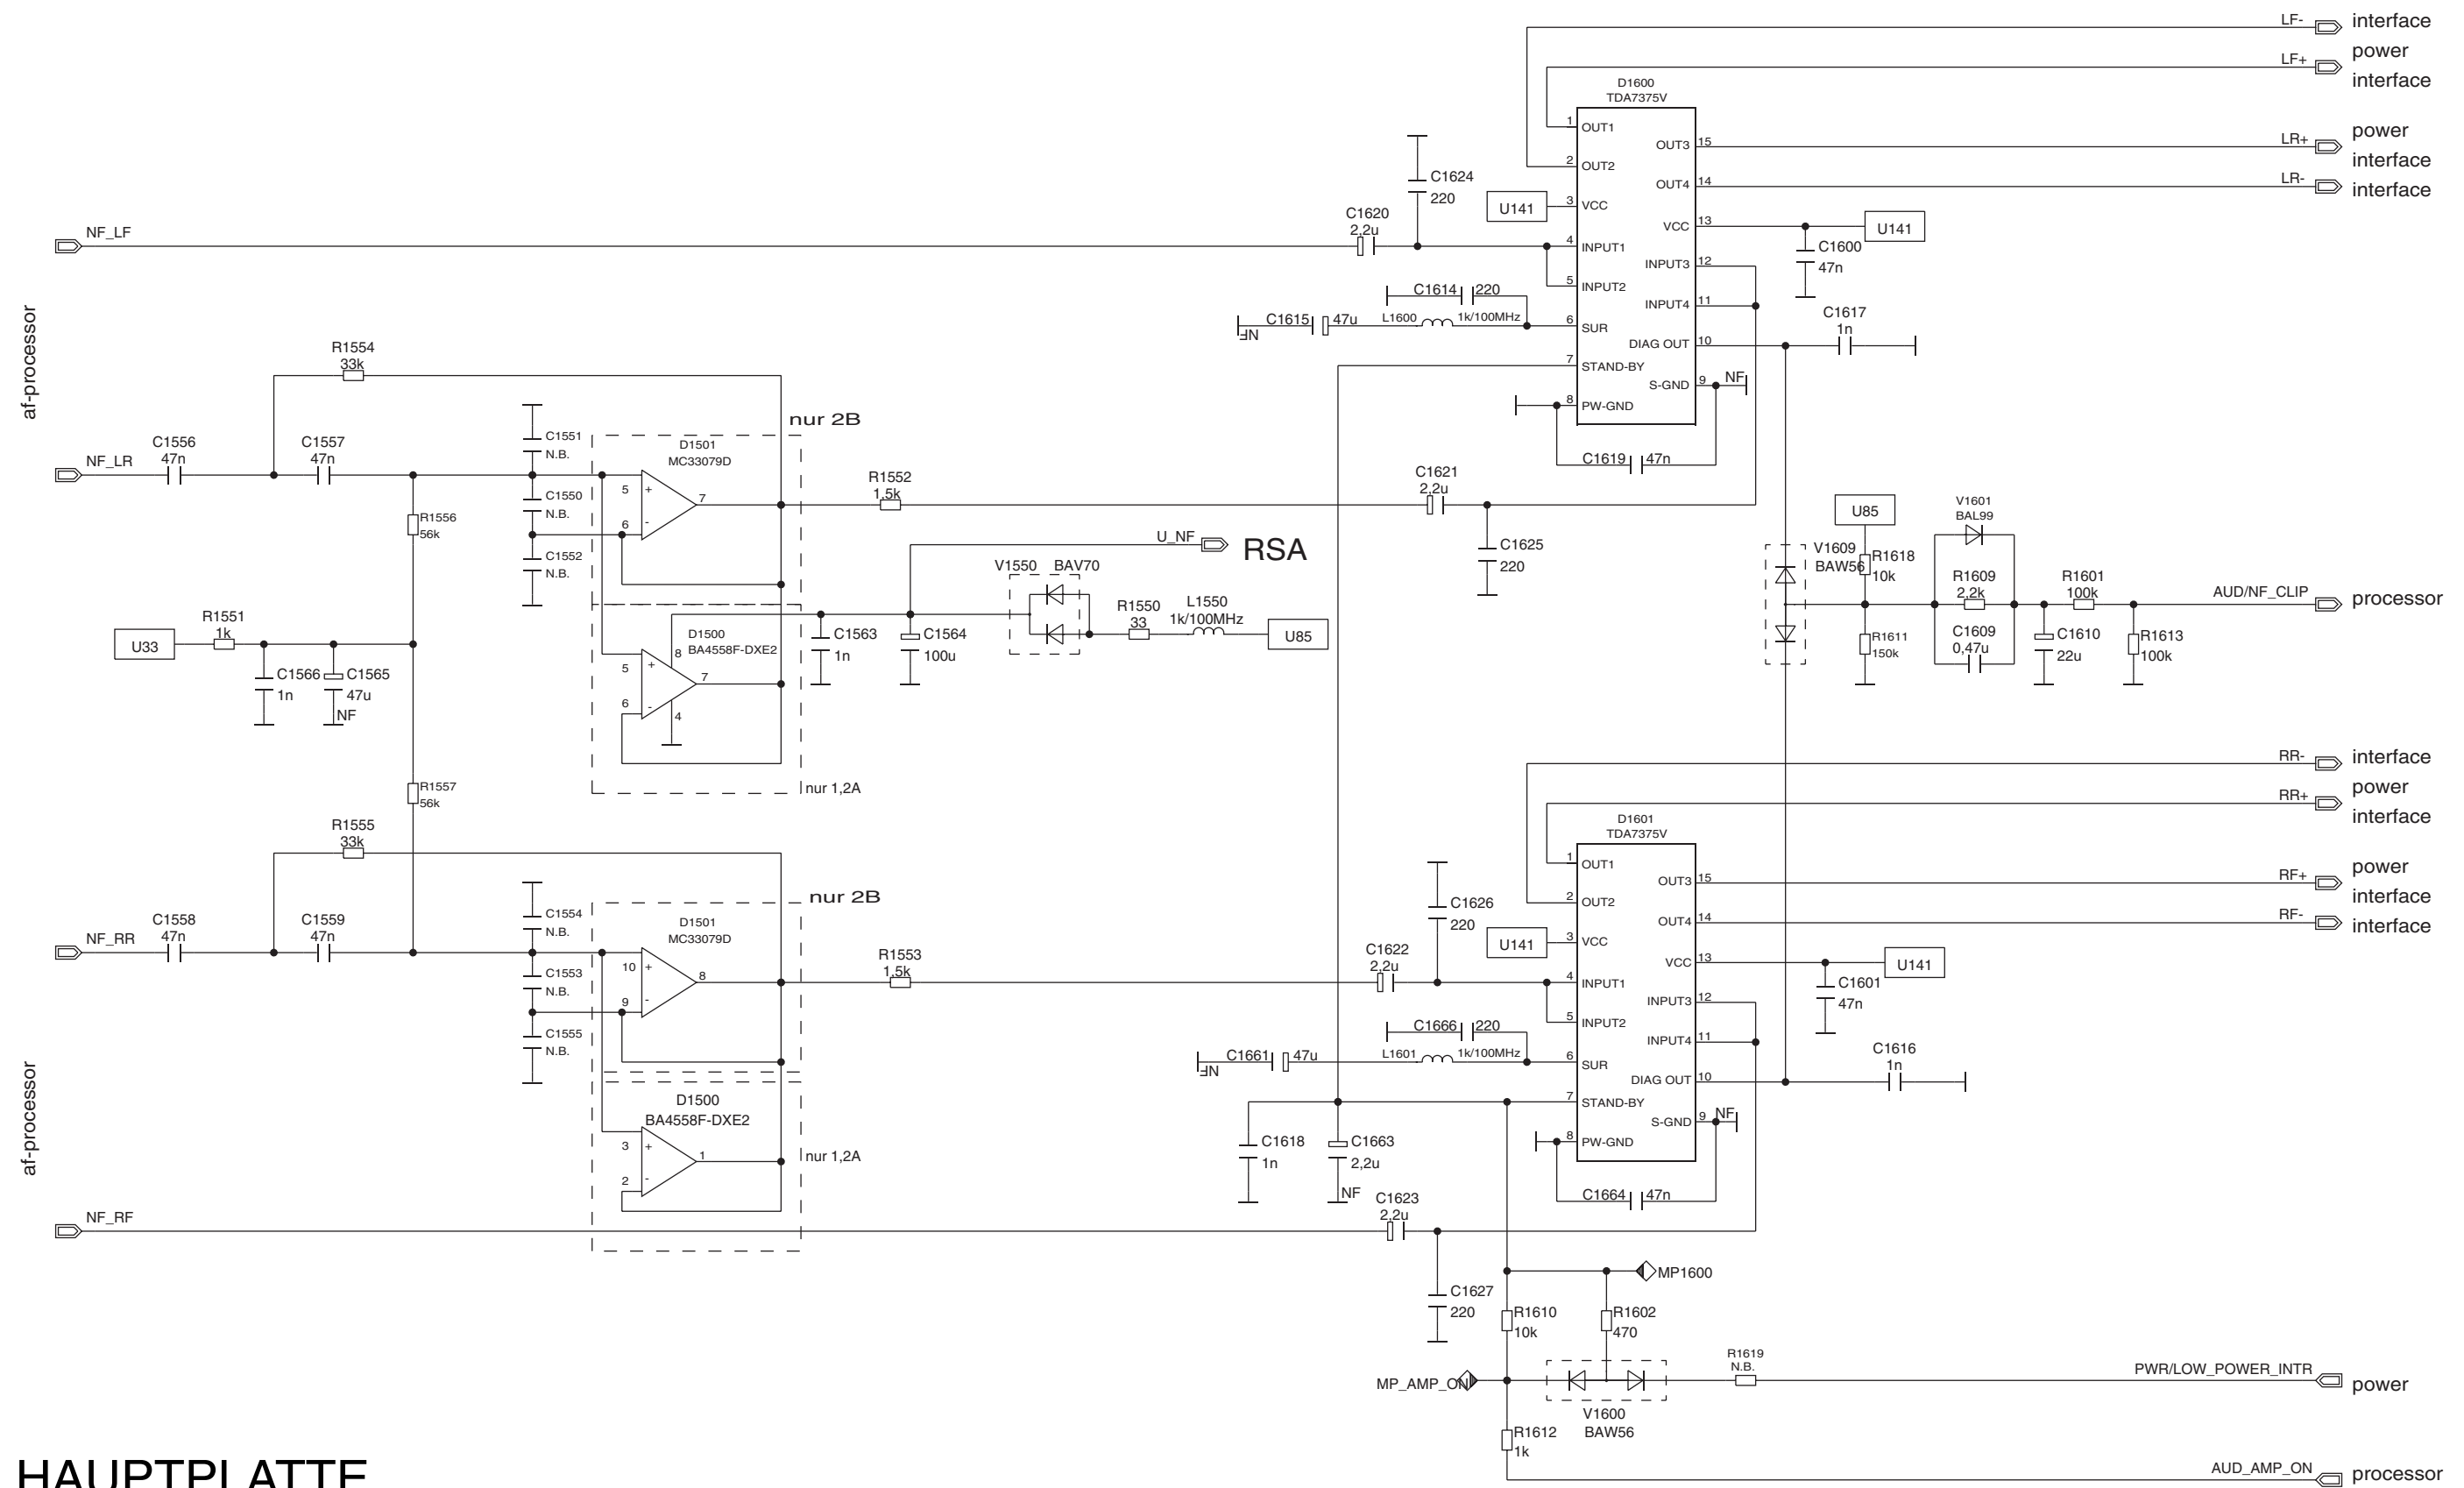 LF-
interface
power
LF+
interface
D1600
TDA7375V
1
OUT1
power
OUT3
15
LR+
2
OUT2
interface
OUT4
14
LR-
interface
C1624
220
U141
3
VCC
VCC
13
U141
C1600
47n
NF_LF
C1620
2,2u
4
INPUT1
INPUT3
12
5
INPUT2
INPUT4
11
C1614
220
C1615
47u
NF
L1600
1k/100MHz
6
SUR
C1617
1n
DIAG OUT
10
7
STAND-BY
S-GND
9
NF
8
PW-GND
C1619
47n
af-processor
R1554
33k
nur 2B
C1556
47n
C1557
47n
NF_LR
C1551
N.B.
C1550
N.B.
C1552
N.B.
D1501
MC33079D
5
+
6
-
7
R1552
1,5k
C1621
2,2u
R1556
56k
U_NF
RSA
C1625
220
V1550
BAV70
R1550
33
L1550
1k/100MHz
U85
U33
R1551
1k
C1566
1n
C1565
47u
NF
D1500
BA4558F-DXE2
8
5
+
6
-
7
4
C1563
1n
C1564
100u
nur 1,2A
U85
V1609
BAW56
R1618
10k
V1601
BAL99
R1609
2,2k
R1601
100k
AUD/NF_CLIP
processor
R1611
150k
C1609
0,47u
C1610
22u
R1613
100k
R1557
56k
RR-
interface
power
RR+
interface
D1601
TDA7375V
1
OUT1
power
OUT3
15
RF+
interface
2
OUT2
OUT4
14
RF-
interface
R1555
33k
nur 2B
C1558
47n
C1559
47n
NF_RR
C1554
N.B.
C1553
N.B.
C1555
N.B.
D1501
MC33079D
10
+
9
-
8
R1553
1,5k
C1622
2,2u
C1626
220
U141
3
VCC
VCC
13
U141
C1601
47n
4
INPUT1
INPUT3
12
5
INPUT2
INPUT4
11
C1666
220
C1661
47u
NF
L1601
1k/100MHz
6
SUR
C1616
1n
DIAG OUT
10
7
STAND-BY
S-GND
9
NF
8
PW-GND
C1664
47n
af-processor
D1500
BA4558F-DXE2
3
+
2
-
1
nur 1,2A
C1618
1n
C1663
2,2u
NF
NF_RF
C1623
2,2u
C1627
220
MP1600
R1610
10k
R1602
470
MP_AMP_ON
V1600
BAW56
R1619
N.B.
PWR/LOW_POWER_INTR
power
R1612
1k
AUD_AMP_ON
processor
HAUPTPLATTE